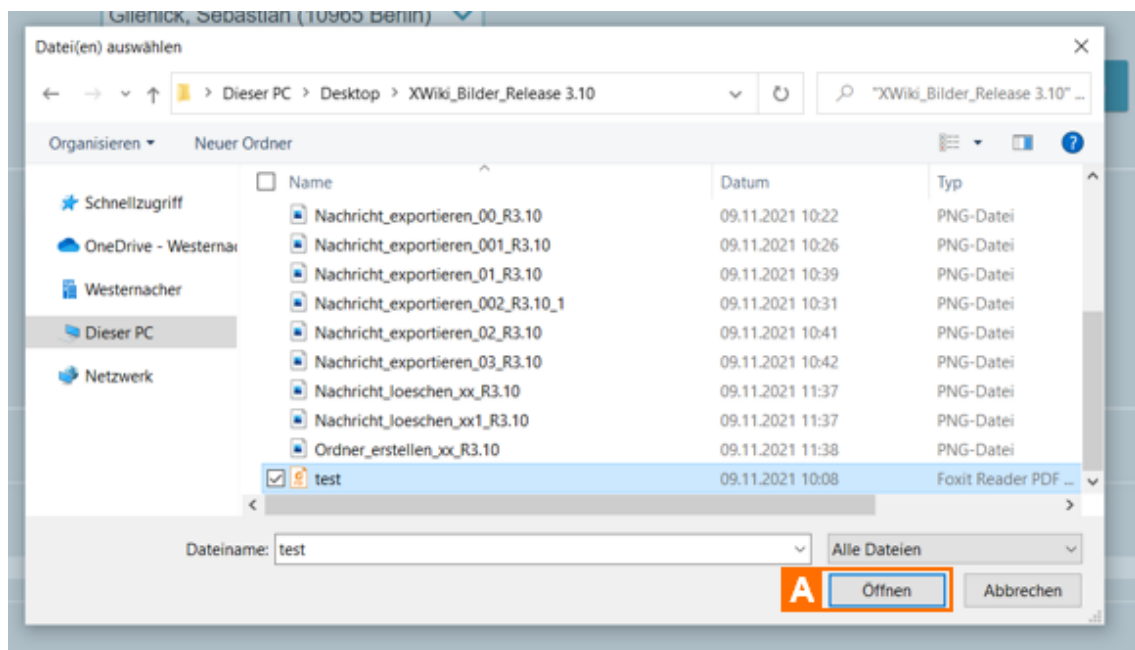 Gilenick, Sebastian (10965 Berlin)
Datei(en) auswählen
Dieser PC > Desktop > XWiki_Bilder_Release 3.10
"XWiki_Bilder_Release 3.10" ...
Organisieren Neuer Ordner
Name Datum Typ
Schnellzugriff
OneDrive - Westernac
Westernacher
Dieser PC
Netzwerk
Nachricht_exportieren_00_R3.10 09.11.2021 10:22 PNG-Datei
Nachricht_exportieren_001_R3.10 09.11.2021 10:26 PNG-Datei
Nachricht_exportieren_01_R3.10 09.11.2021 10:39 PNG-Datei
Nachricht_exportieren_002_R3.10_1 09.11.2021 10:31 PNG-Datei
Nachricht_exportieren_02_R3.10 09.11.2021 10:41 PNG-Datei
Nachricht_exportieren_03_R3.10 09.11.2021 10:42 PNG-Datei
Nachricht_loeschen_xx_R3.10 09.11.2021 11:37 PNG-Datei
Nachricht_loeschen_xx1_R3.10 09.11.2021 11:37 PNG-Datei
Ordner_erstellen_xx_R3.10 09.11.2021 11:38 PNG-Datei
test 09.11.2021 10:08 Foxit Reader PDF ...
Dateiname: test Alle Dateien
A Öffnen Abbrechen